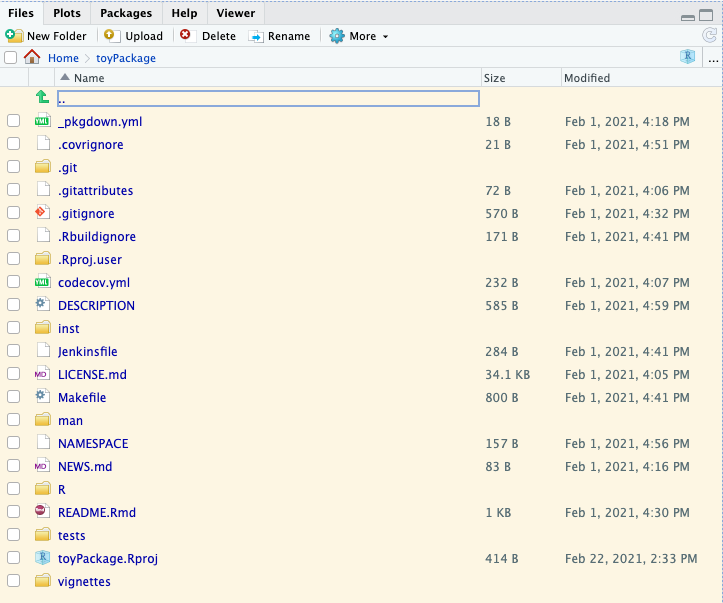 Files Plots Packages Help Viewer
New Folder Upload Delete Rename More
Home toyPackage R ...
Name Size Modified
..
YML _pkgdown.yml 18 B Feb 1, 2021, 4:18 PM
.covrignore 21 B Feb 1, 2021, 4:51 PM
.git
.gitattributes 72 B Feb 1, 2021, 4:06 PM
.gitignore 570 B Feb 1, 2021, 4:32 PM
.Rbuildignore 171 B Feb 1, 2021, 4:41 PM
.Rproj.user
YML codecov.yml 232 B Feb 1, 2021, 4:07 PM
DESCRIPTION 585 B Feb 1, 2021, 4:59 PM
inst
Jenkinsfile 284 B Feb 1, 2021, 4:41 PM
MD LICENSE.md 34.1 KB Feb 1, 2021, 4:05 PM
Makefile 800 B Feb 1, 2021, 4:41 PM
man
NAMESPACE 157 B Feb 1, 2021, 4:56 PM
MD NEWS.md 83 B Feb 1, 2021, 4:16 PM
R
README.Rmd 1 KB Feb 1, 2021, 4:30 PM
tests
R toyPackage.Rproj 414 B Feb 22, 2021, 2:33 PM
vignettes